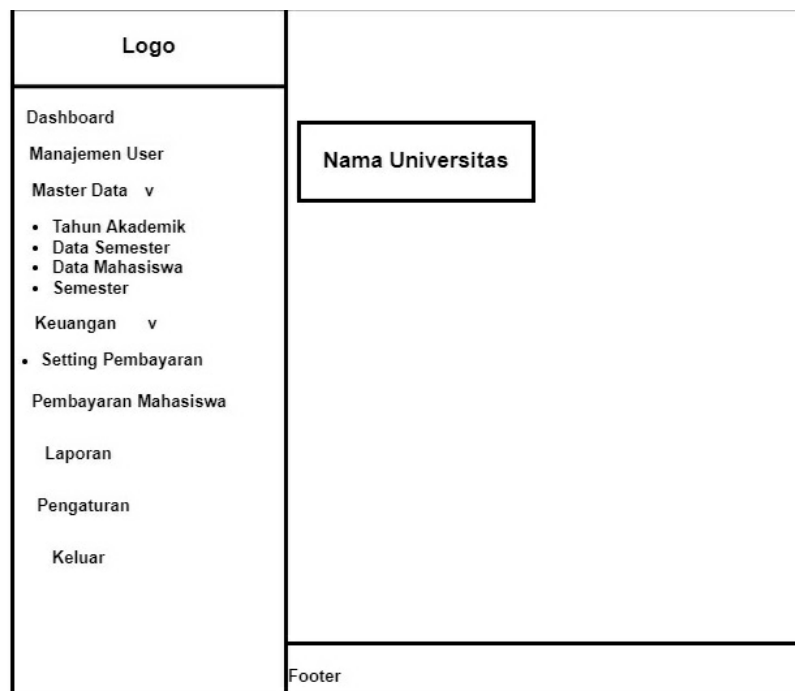 Logo
Dashboard
Manajemen User
Master Data v
• Tahun Akademik
• Data Semester
• Data Mahasiswa
• Semester
Keuangan v
• Setting Pembayaran
Pembayaran Mahasiswa
Laporan
Pengaturan
Keluar
Nama Universitas
Footer